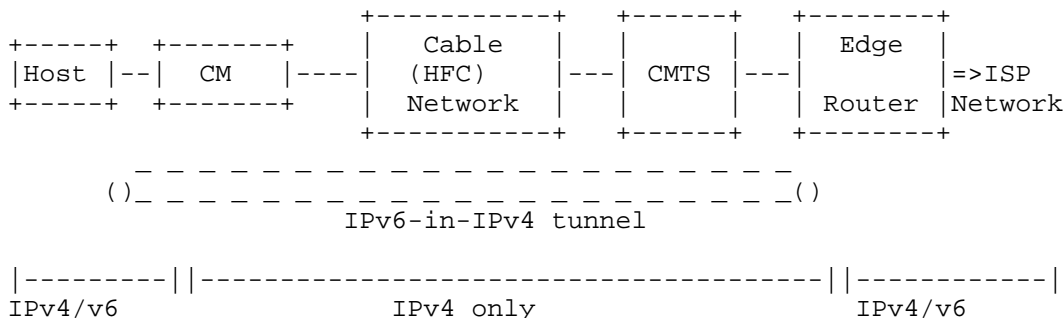 Cable Edge
Host CM (HFC) CMTS =>ISP
Network Router Network
IPv6-in-IPv4 tunnel
IPv4/v6 IPv4 only IPv4/v6